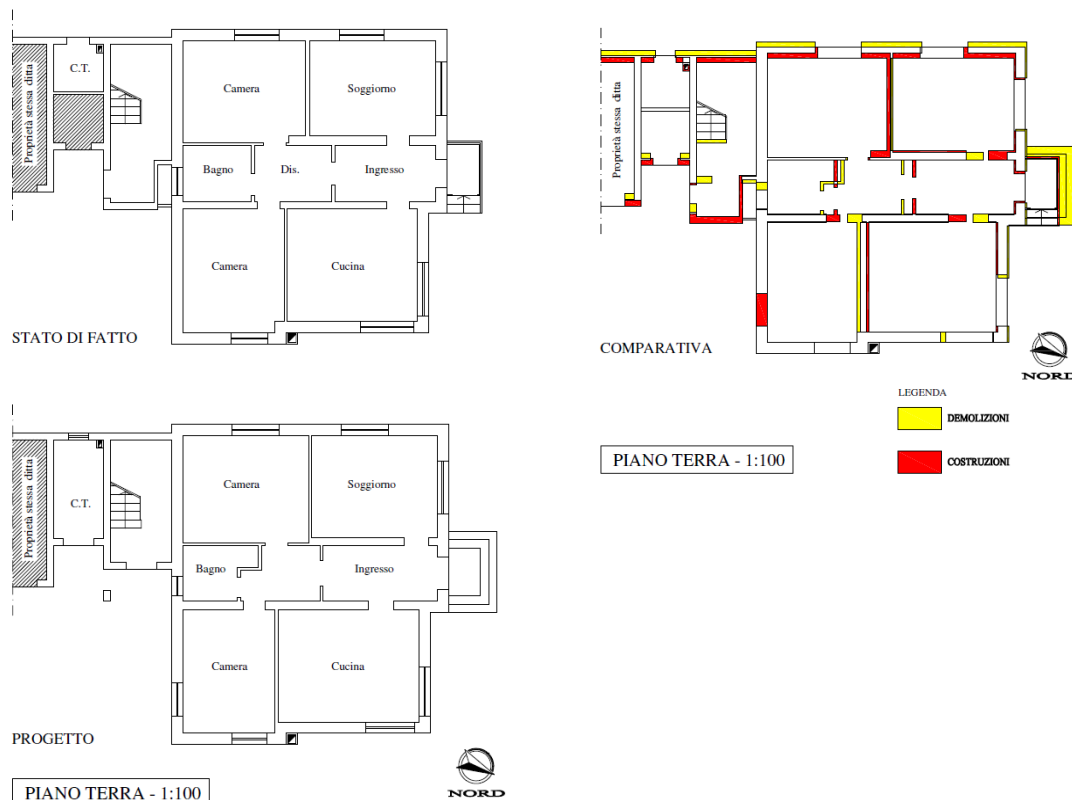 C.T.
Proprietà stessa ditta
Camera
Soggiorno
Bagno
Dis.
Ingresso
Camera
Cucina
STATO DI FATTO
Proprietà stessa ditta
COMPARATIVA
NORD
LEGENDA
DEMOLIZIONI
COSTRUZIONI
PIANO TERRA - 1:100
Camera
Soggiorno
C.T.
Proprietà stessa ditta
Bagno
Ingresso
Camera
Cucina
PROGETTO
NORD
PIANO TERRA - 1:100